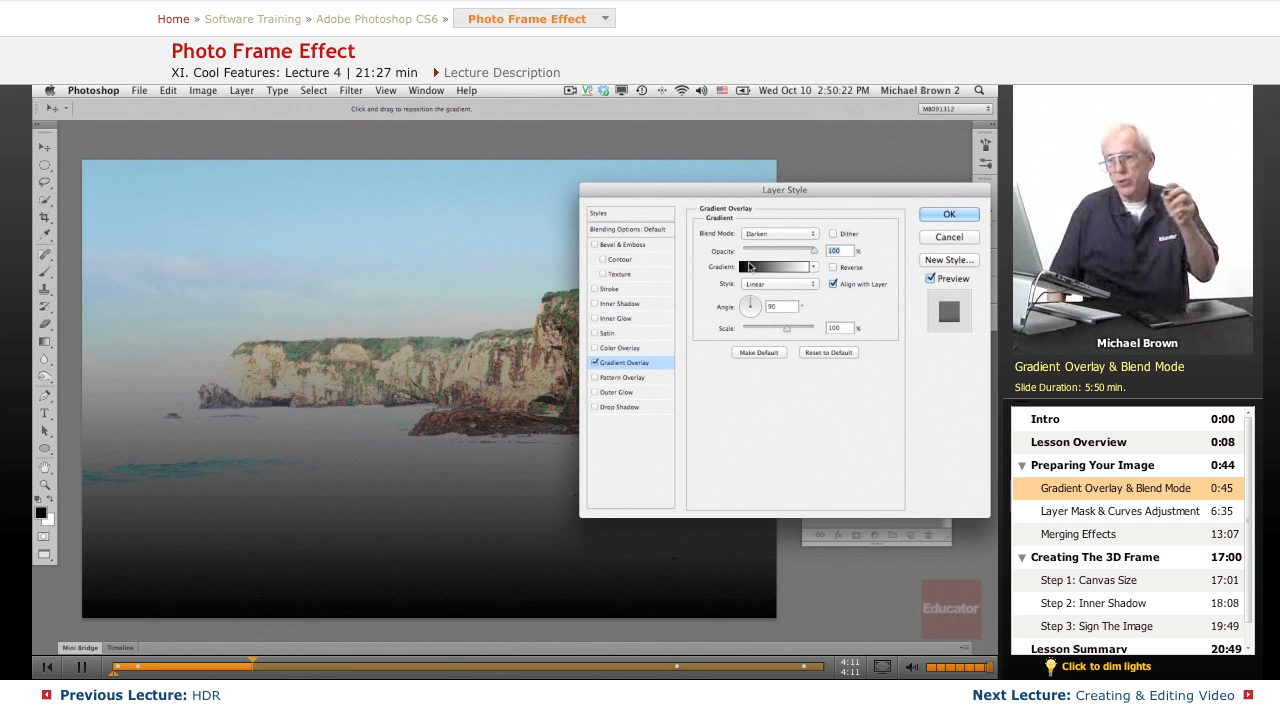 Home » Software Training » Adobe Photoshop CS6 » Photo Frame Effect
Photo Frame Effect
XI. Cool Features: Lecture 4 | 21:27 min Lecture Description
Photoshop File Edit Image Layer Type Select Filter View Window Help Wed Oct 10 2:50:22 PM Michael Brown 2
Click and drag to reposition the gradient. MB091312
Layer Style
Styles
Blending Options: Default
Bevel & Emboss
Contour
Texture
Stroke
Inner Shadow
Inner Glow
Satin
Color Overlay
Gradient Overlay
Pattern Overlay
Outer Glow
Drop Shadow
Gradient Overlay
Gradient
Blend Mode: Darken Dither
Opacity: 100 %
Gradient: Reverse
Style: Linear Align with Layer
Angle: 90 °
Scale: 100 %
Make Default Reset to Default
OK
Cancel
New Style...
Preview
Educator
Mini Bridge Timeline
4:11
4:11
Michael Brown
Gradient Overlay & Blend Mode
Slide Duration: 5:50 min.
Intro 0:00
Lesson Overview 0:08
Preparing Your Image 0:44
Gradient Overlay & Blend Mode 0:45
Layer Mask & Curves Adjustment 6:35
Merging Effects 13:07
Creating The 3D Frame 17:00
Step 1: Canvas Size 17:01
Step 2: Inner Shadow 18:08
Step 3: Sign The Image 19:49
Lesson Summary 20:49
Click to dim lights
Previous Lecture: HDR
Next Lecture: Creating & Editing Video